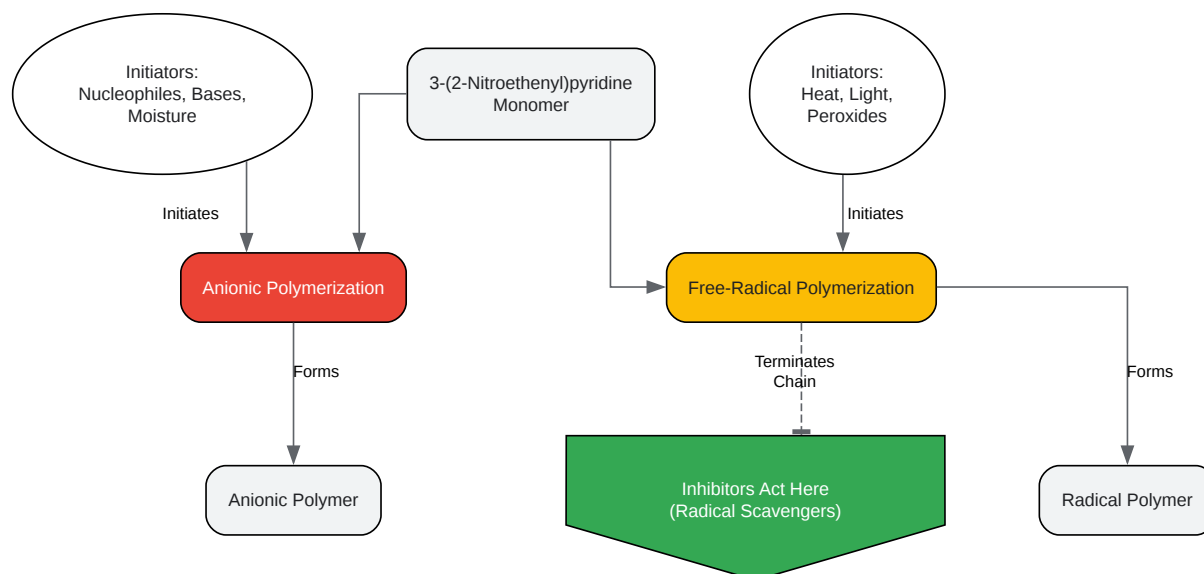 Initiators:
Nucleophiles, Bases,
Moisture
3-(2-Nitroethenyl)pyridine
Monomer
Initiators:
Heat, Light,
Peroxides
Initiates
Initiates
Anionic Polymerization
Free-Radical Polymerization
Forms
Terminates
Chain
Forms
Anionic Polymer
Inhibitors Act Here
(Radical Scavengers)
Radical Polymer